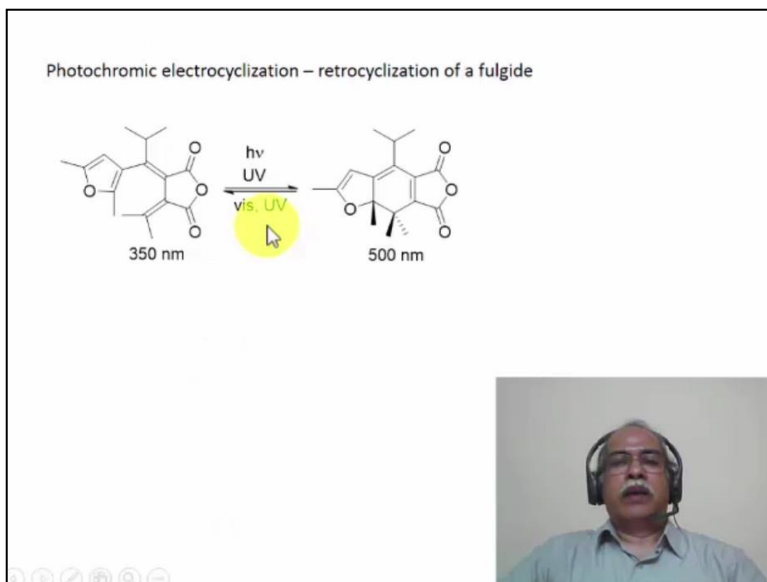 Photochromic electrocyclization – retrocyclization of a fulgide
hν
UV
vis, UV
O
O
O
O
O
O
O
O
350 nm
500 nm